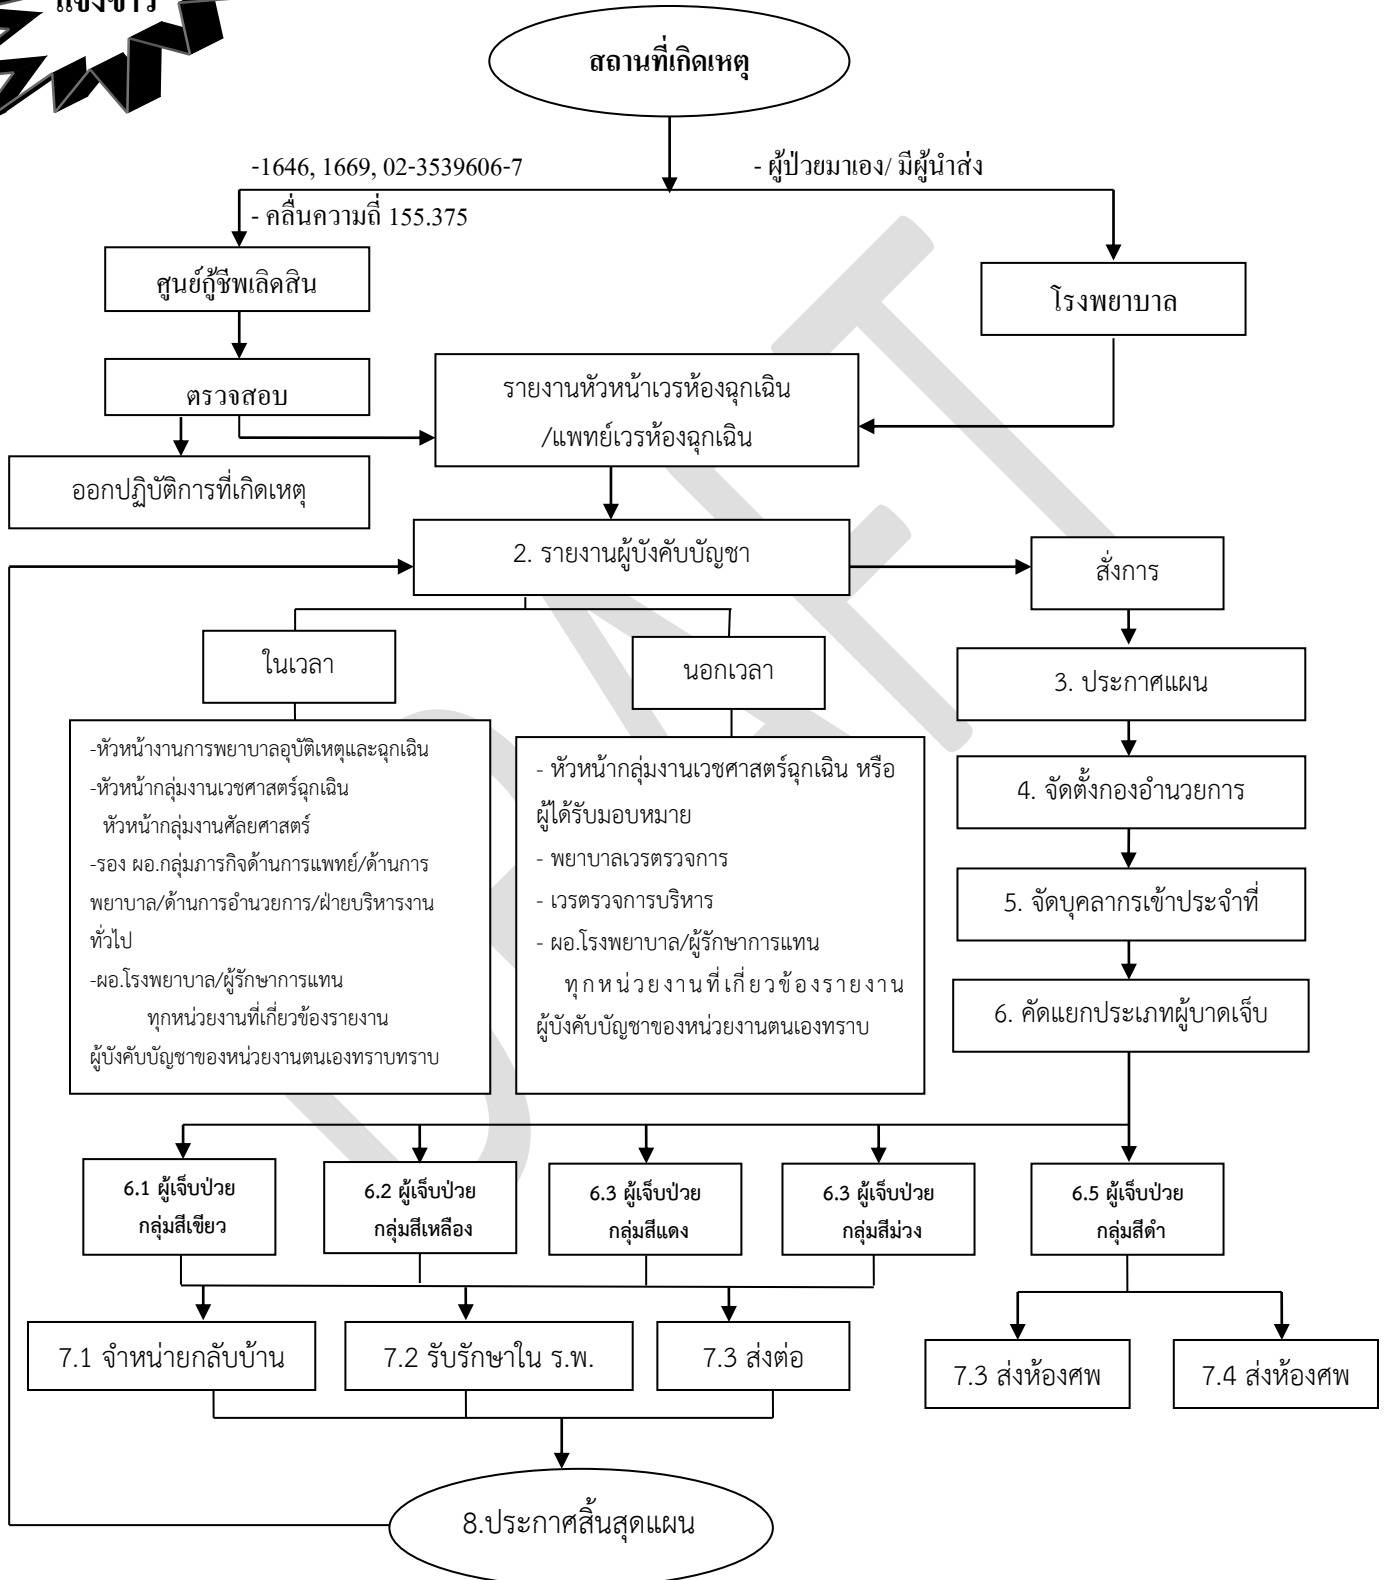 แจ้งข่าว
สถานที่เกิดเหตุ
-1646, 1669, 02-3539606-7
- ผู้ป่วยมาเอง/ มีผู้นำส่ง
- คลื่นความถี่ 155.375
ศูนย์กู้ชีพเลิดสิน
โรงพยาบาล
ตรวจสอบ
รายงานหัวหน้าเวรห้องฉุกเฉิน
/แพทย์เวรห้องฉุกเฉิน
ออกปฏิบัติการที่เกิดเหตุ
2. รายงานผู้บังคับบัญชา
สั่งการ
ในเวลา
นอกเวลา
3. ประกาศแผน
-หัวหน้างานการพยาบาลอุบัติเหตุและฉุกเฉิน
-หัวหน้ากลุ่มงานเวชศาสตร์ฉุกเฉิน
หัวหน้ากลุ่มงานศัลยศาสตร์
-รอง ผอ.กลุ่มภารกิจด้านการแพทย์/ด้านการ
พยาบาล/ด้านการอำนวยการ/ฝ่ายบริหารงาน
ทั่วไป
-ผอ.โรงพยาบาล/ผู้รักษาการแทน
ทุกหน่วยงานที่เกี่ยวข้องรายงาน
ผู้บังคับบัญชาของหน่วยงานตนเองทราบทราบ
- หัวหน้ากลุ่มงานเวชศาสตร์ฉุกเฉิน หรือ
ผู้ได้รับมอบหมาย
- พยาบาลเวรตรวจการ
- เวรตรวจการบริหาร
- ผอ.โรงพยาบาล/ผู้รักษาการแทน
ทุกหน่วยงานที่เกี่ยวข้องรายงาน
ผู้บังคับบัญชาของหน่วยงานตนเองทราบ
4. จัดตั้งกองอำนวยการ
5. จัดบุคลากรเข้าประจำที่
6. คัดแยกประเภทผู้บาดเจ็บ
6.1 ผู้เจ็บป่วย
กลุ่มสีเขียว
6.2 ผู้เจ็บป่วย
กลุ่มสีเหลือง
6.3 ผู้เจ็บป่วย
กลุ่มสีแดง
6.3 ผู้เจ็บป่วย
กลุ่มสีม่วง
6.5 ผู้เจ็บป่วย
กลุ่มสีดำ
7.1 จำหน่ายกลับบ้าน
7.2 รับรักษาใน ร.พ.
7.3 ส่งต่อ
7.3 ส่งห้องศพ
7.4 ส่งห้องศพ
8.ประกาศสิ้นสุดแผน
DRAFT